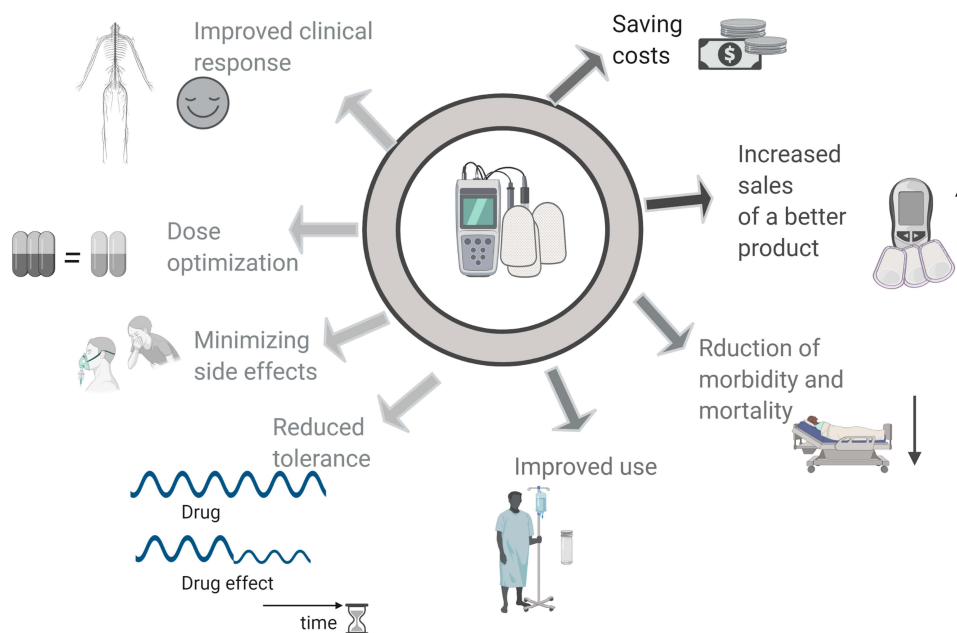 Improved clinical
response
Saving
costs
$
Increased
sales
of a better
product
Dose
optimization
=
Minimizing
side effects
Rduction of
morbidity and
mortality
Reduced
tolerance
Improved use
Drug
Drug effect
time